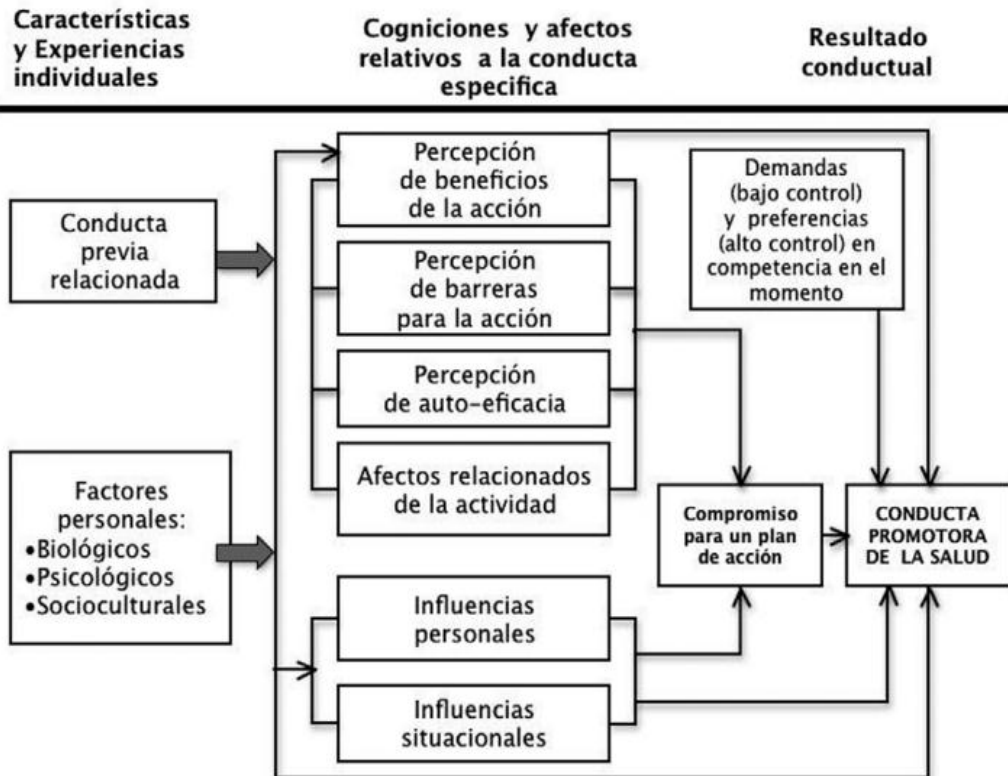 Características
y Experiencias
individuales
Cogniciones y afectos
relativos a la conducta
especifica
Resultado
conductual
Conducta
previa
relacionada
Factores
personales:
•Biológicos
•Psicológicos
•Socioculturales
Percepción
de beneficios
de la acción
Percepción
de barreras
para la acción
Percepción
de auto-eficacia
Afectos relacionados
de la actividad
Influencias
personales
Influencias
situacionales
Demandas
(bajo control)
y preferencias
(alto control) en
competencia en el
momento
Compromiso
para un plan
de acción
CONDUCTA
PROMOTORA
DE LA SALUD